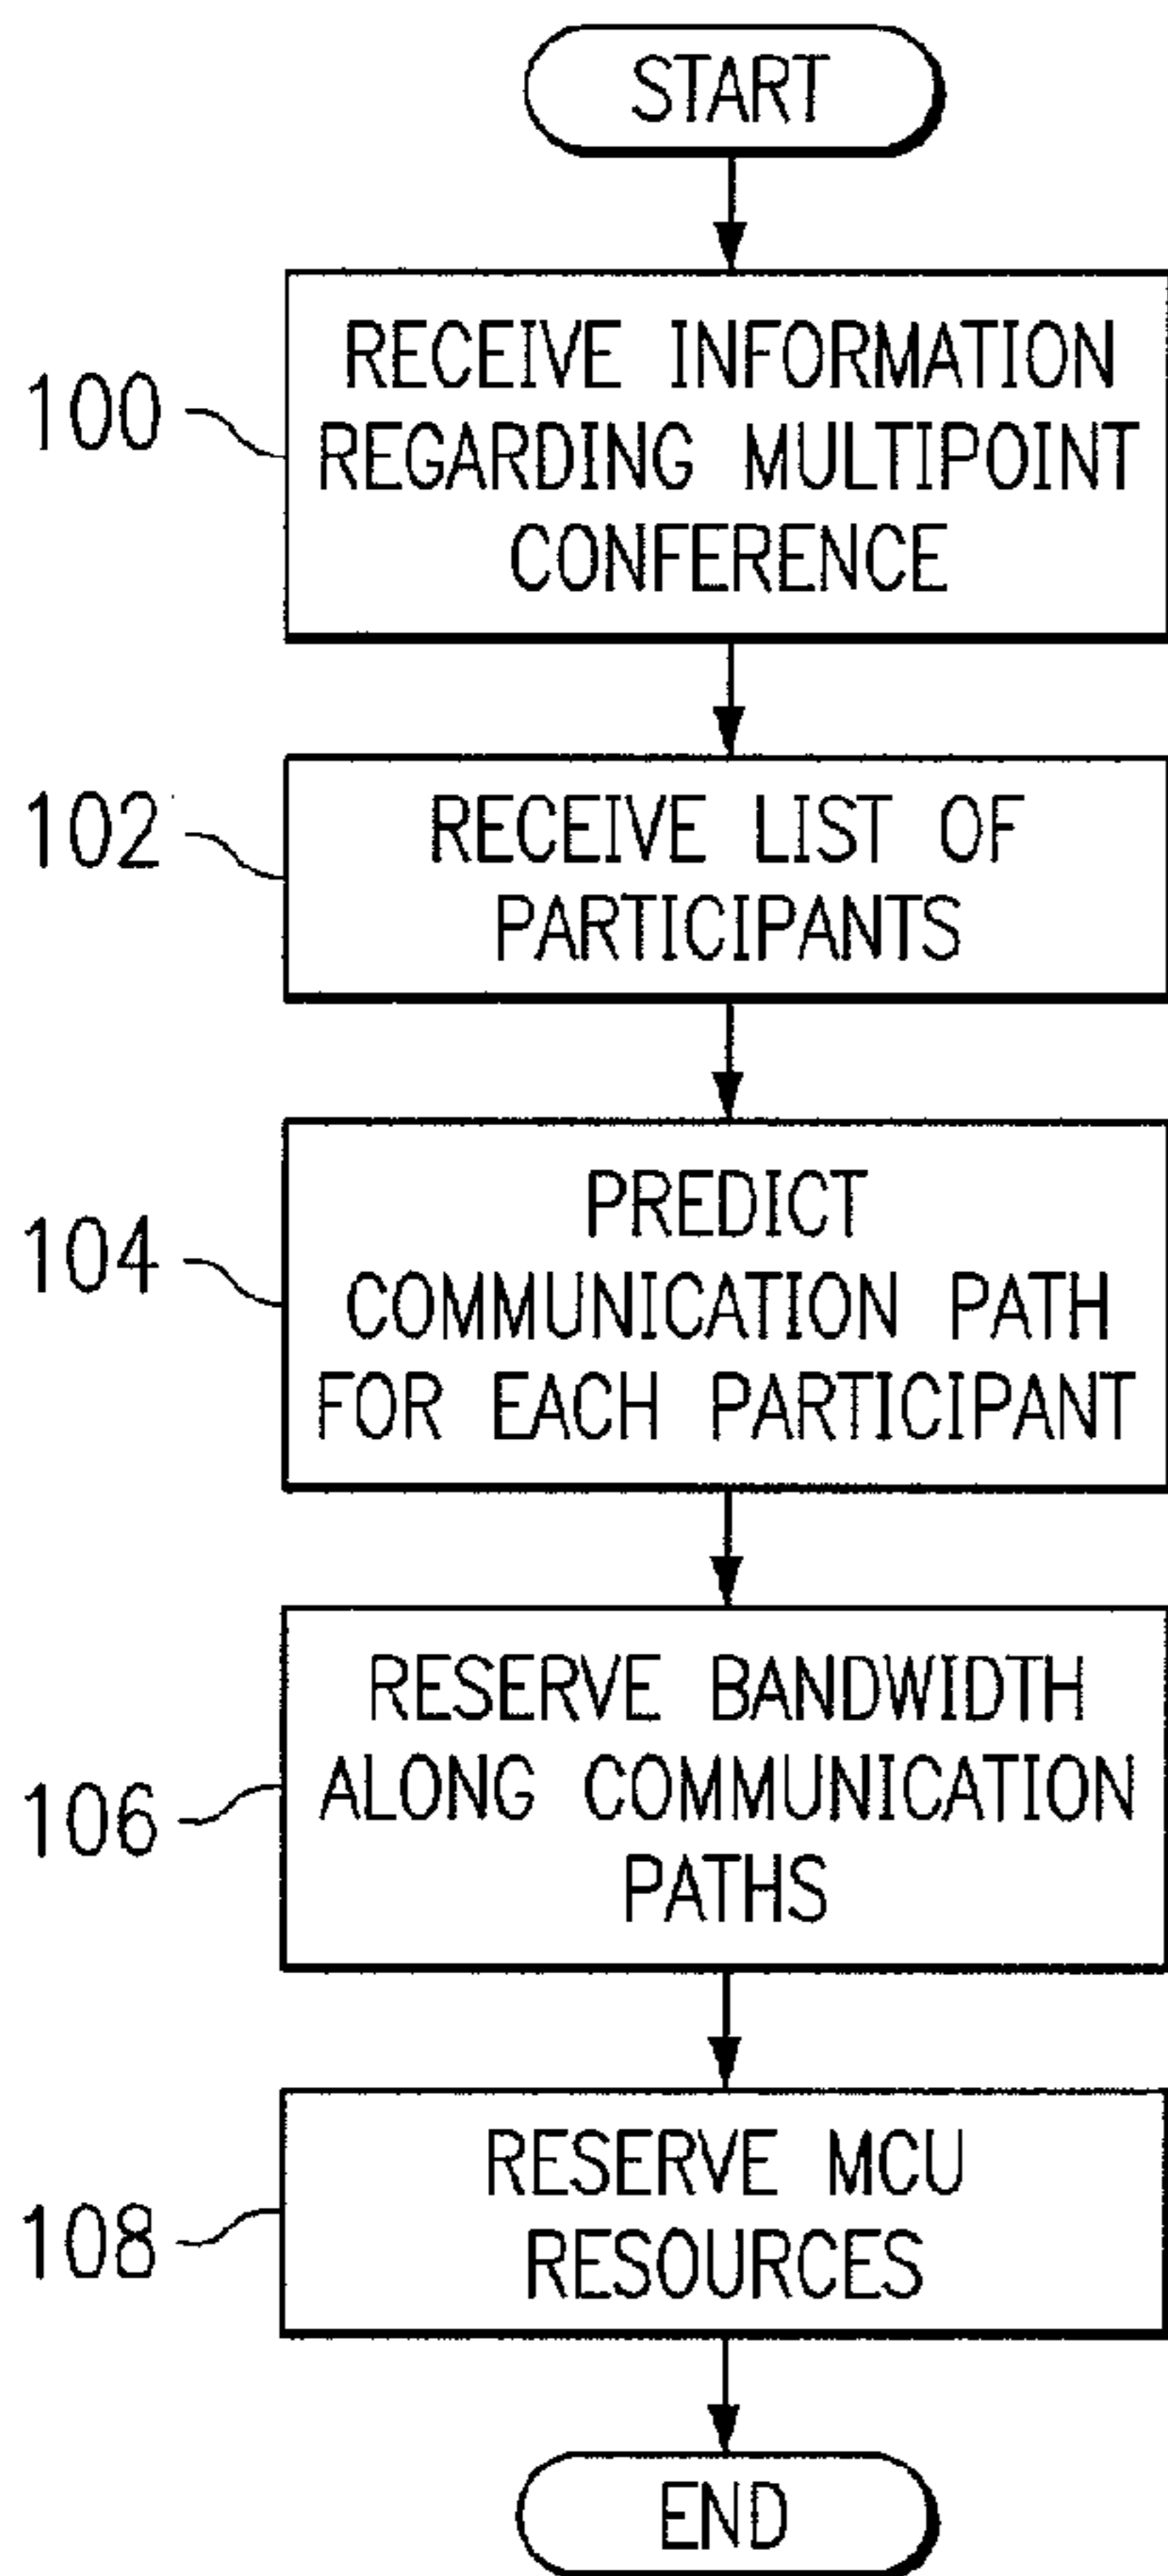 START
100
RECEIVE INFORMATION
REGARDING MULTIPOINT
CONFERENCE
102
RECEIVE LIST OF
PARTICIPANTS
104
PREDICT
COMMUNICATION PATH
FOR EACH PARTICIPANT
106
RESERVE BANDWIDTH
ALONG COMMUNICATION
PATHS
108
RESERVE MCU
RESOURCES
END